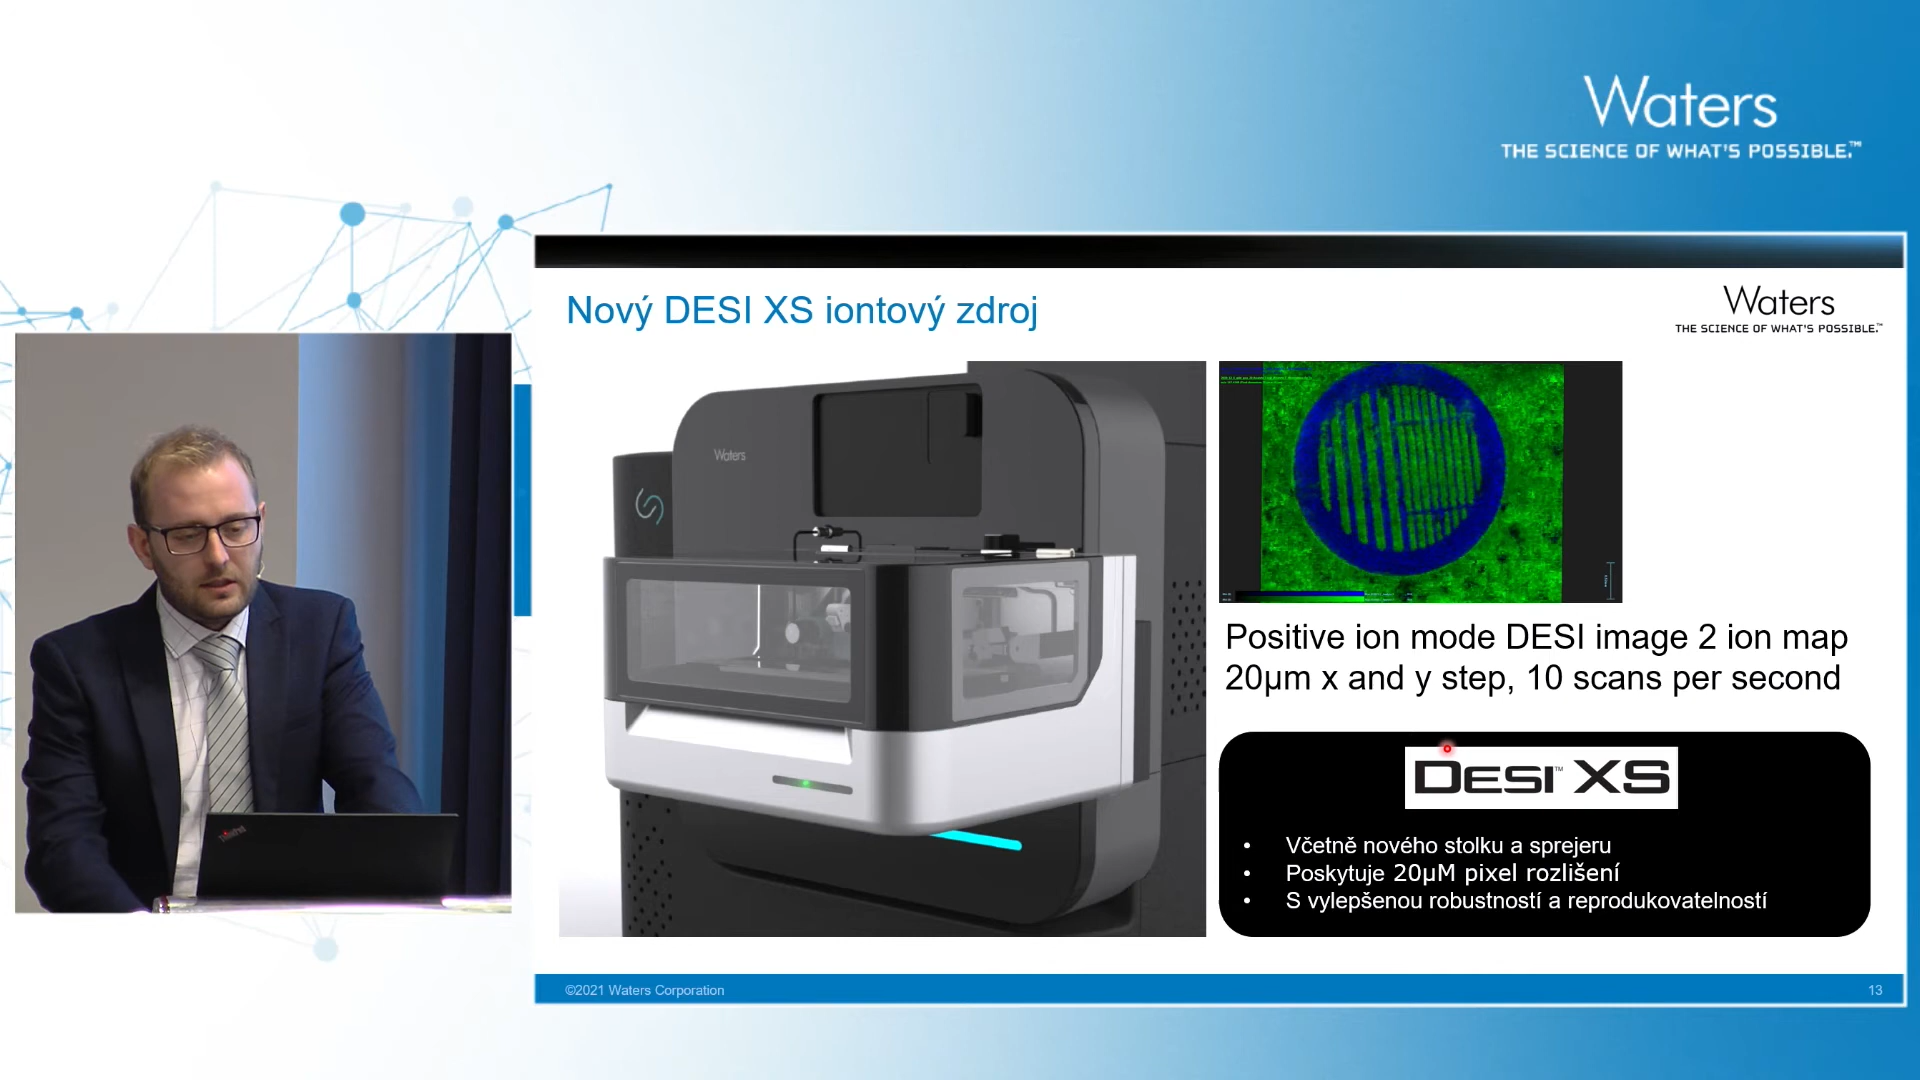 Waters
THE SCIENCE OF WHAT'S POSSIBLE.™
Nový DESI XS iontový zdroj
Waters
THE SCIENCE OF WHAT'S POSSIBLE.™
Waters
Positive ion mode DESI image 2 ion map
20µm x and y step, 10 scans per second
DESI™ XS
• Včetně nového stolku a sprejeru
• Poskytuje 20µM pixel rozlišení
• S vylepšenou robustností a reprodukovatelností
©2021 Waters Corporation
13